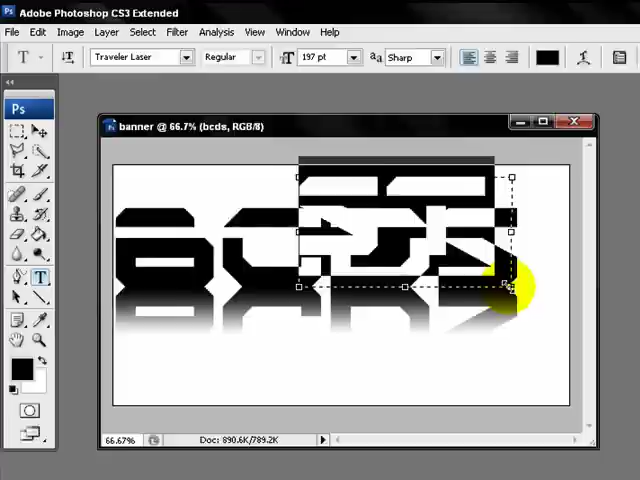 Adobe Photoshop CS3 Extended
File Edit Image Layer Select Filter Analysis View Window Help
T Traveler Laser Regular 197 pt Sharp
Ps
banner @ 66.7% (bcds, RGB/8)
66.67% Doc: 890.6K/789.2K